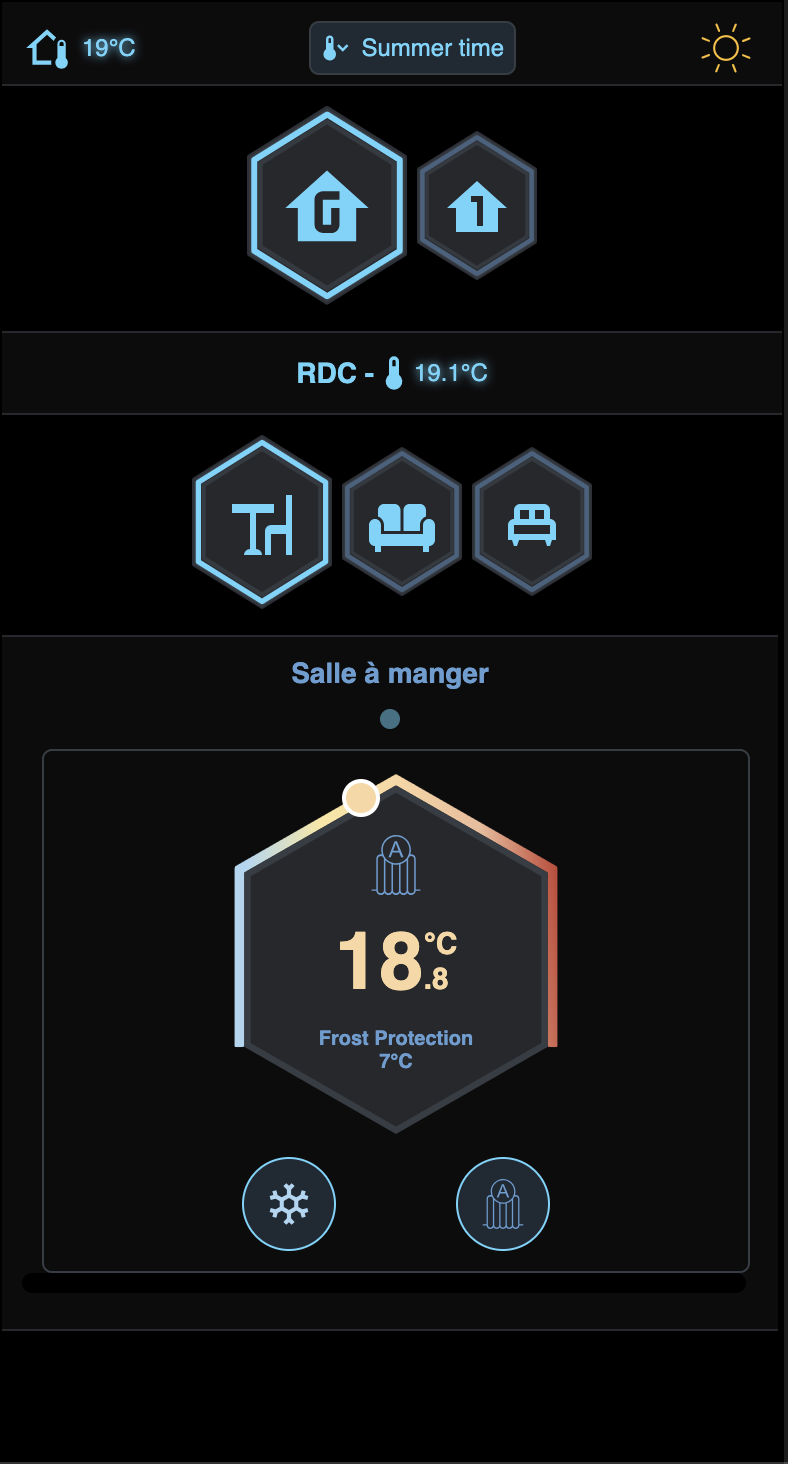 19°C
Summer time
G
1
RDC - 19.1°C
Salle à manger
A
18.8°C
Frost Protection
7°C
A